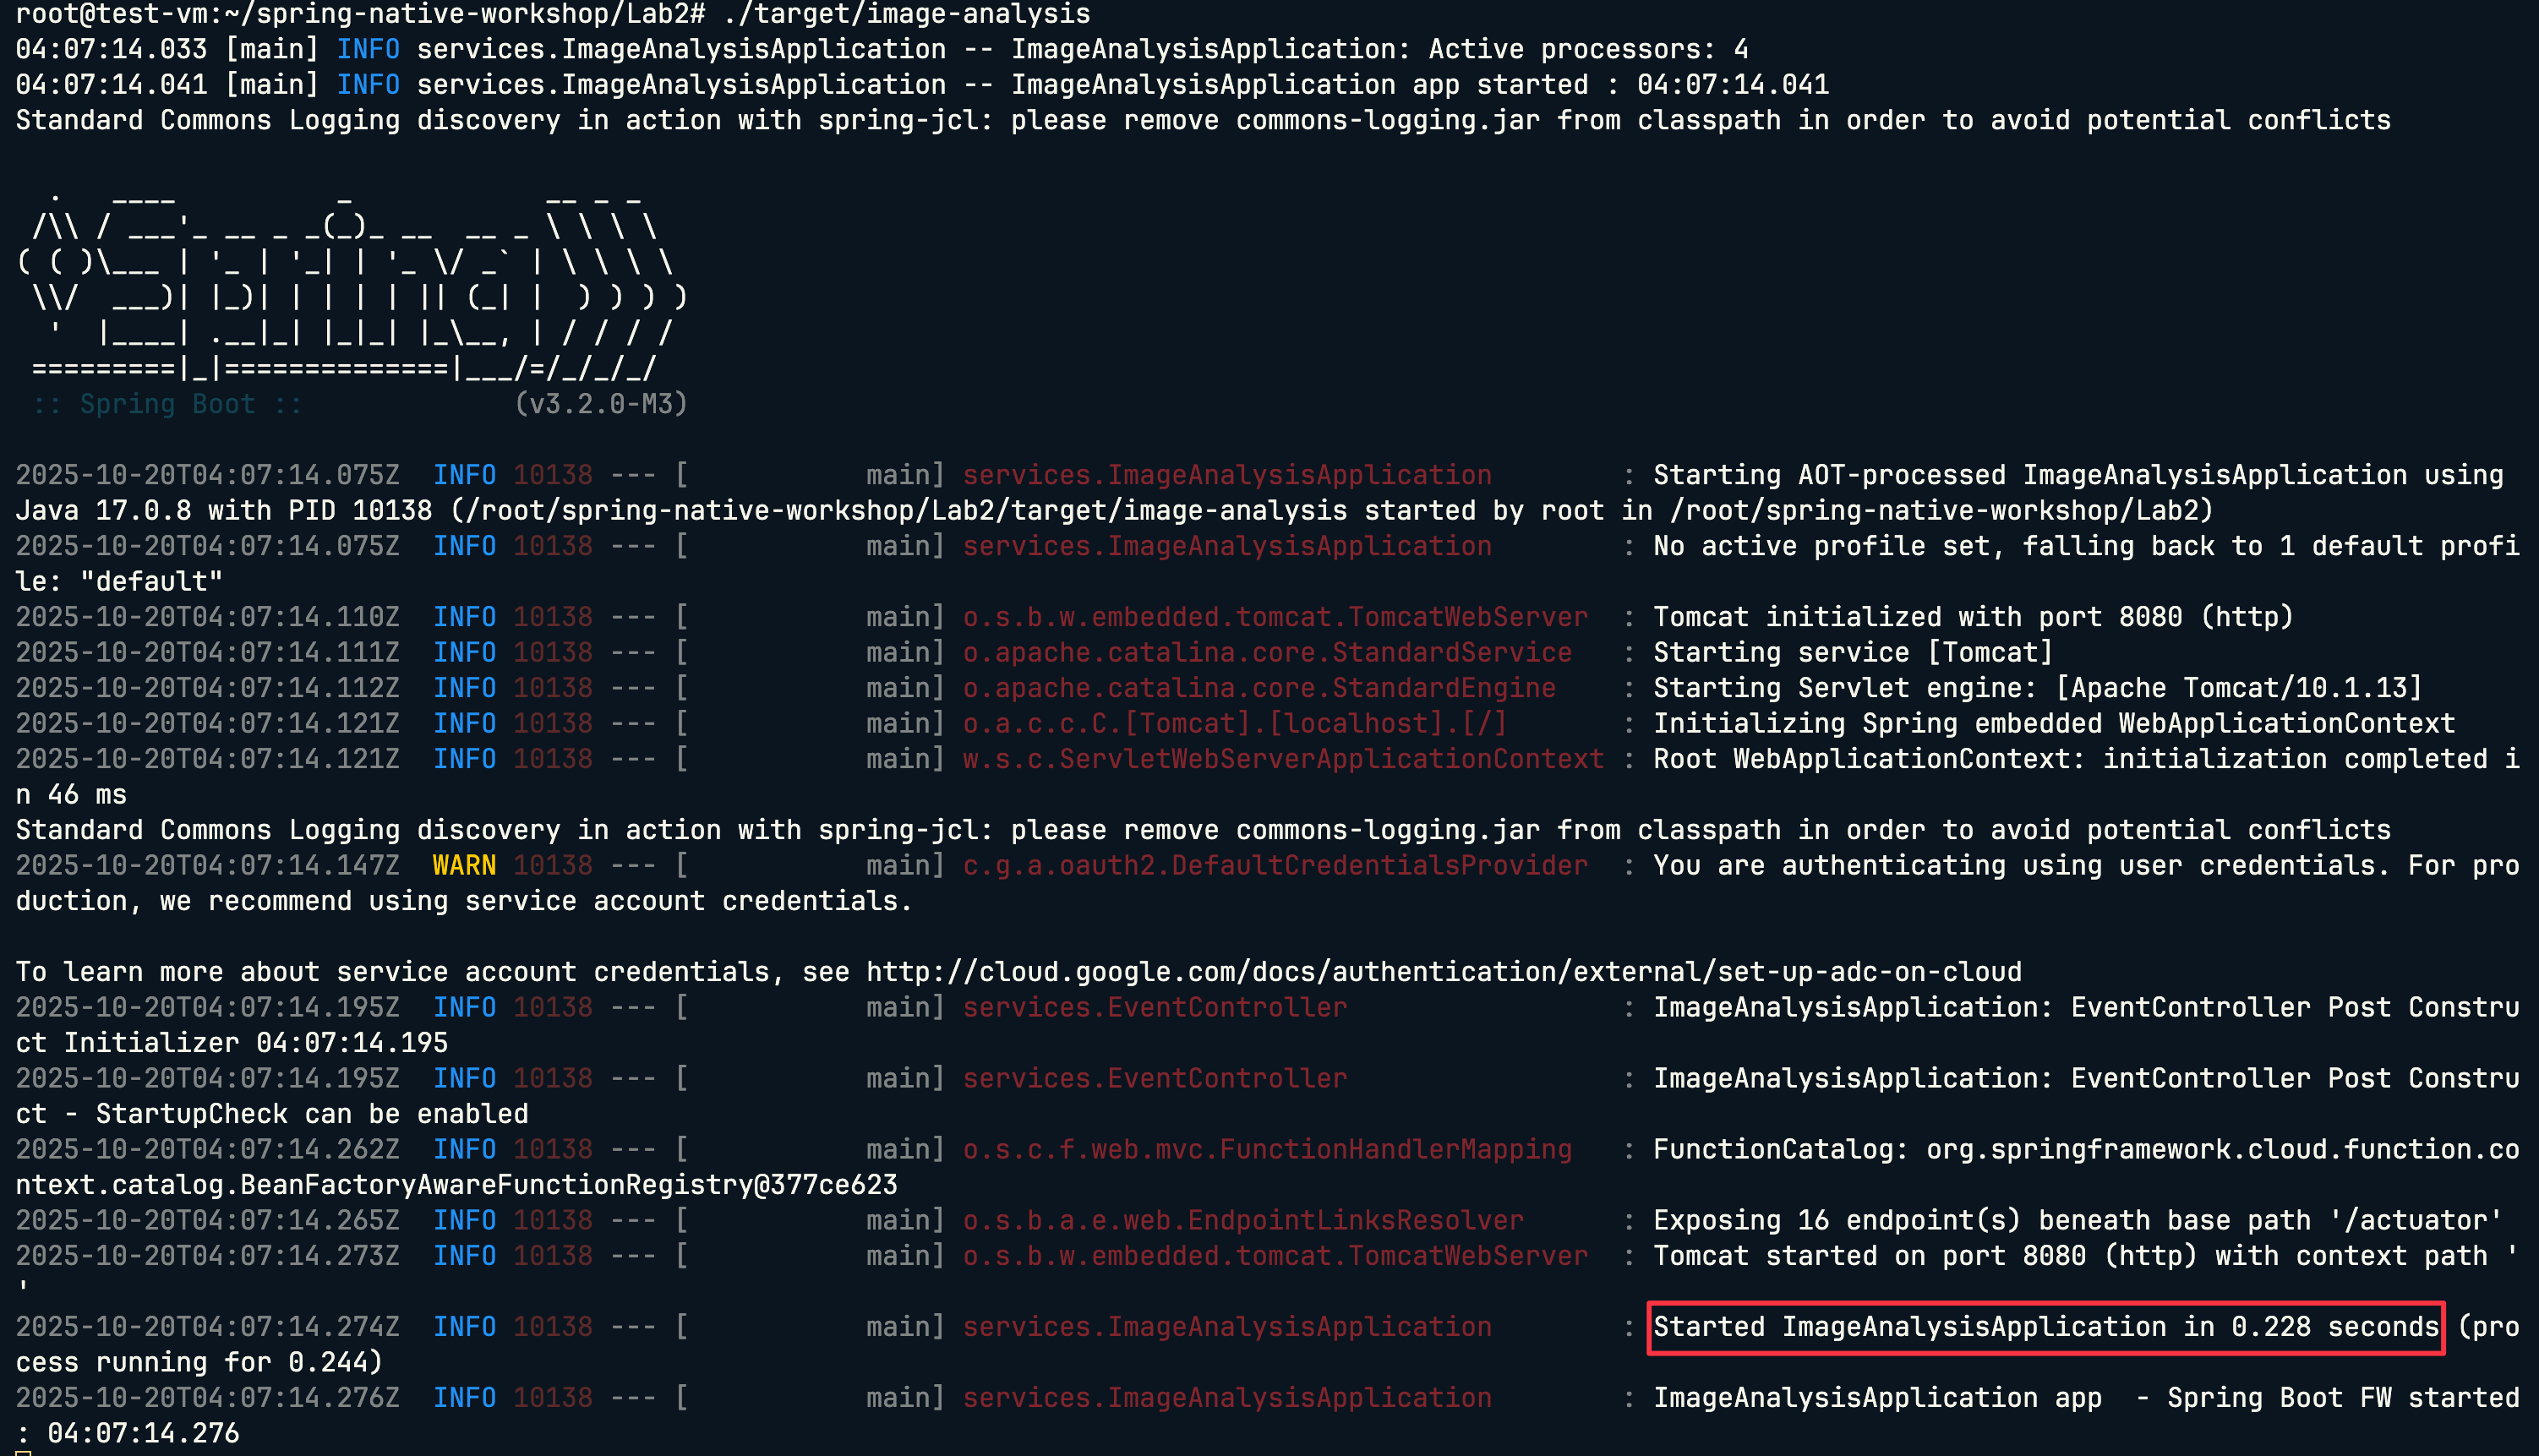 root@test-vm:~/spring-native-workshop/Lab2# ./target/image-analysis
04:07:14.033 [main] INFO services.ImageAnalysisApplication -- ImageAnalysisApplication: Active processors: 4
04:07:14.041 [main] INFO services.ImageAnalysisApplication -- ImageAnalysisApplication app started : 04:07:14.041
Standard Commons Logging discovery in action with spring-jcl: please remove commons-logging.jar from classpath in order to avoid potential conflicts

  .   ____          _            __ _ _
 /\\ / ___'_ __ _ _(_)_ __  __ _ \ \ \ \
( ( )\___ | '_ | '_| | '_ \/ _` | \ \ \ \
 \\/  ___)| |_)| | | | | || (_| |  ) ) ) )
  '  |____| .__|_| |_|_| |_\__, | / / / /
 =========|_|==============|___/=/_/_/_/
 :: Spring Boot ::             (v3.2.0-M3)

2025-10-20T04:07:14.075Z  INFO 10138 --- [           main] services.ImageAnalysisApplication        : Starting AOT-processed ImageAnalysisApplication using
Java 17.0.8 with PID 10138 (/root/spring-native-workshop/Lab2/target/image-analysis started by root in /root/spring-native-workshop/Lab2)
2025-10-20T04:07:14.075Z  INFO 10138 --- [           main] services.ImageAnalysisApplication        : No active profile set, falling back to 1 default profi
le: "default"
2025-10-20T04:07:14.110Z  INFO 10138 --- [           main] o.s.b.w.embedded.tomcat.TomcatWebServer  : Tomcat initialized with port 8080 (http)
2025-10-20T04:07:14.111Z  INFO 10138 --- [           main] o.apache.catalina.core.StandardService   : Starting service [Tomcat]
2025-10-20T04:07:14.112Z  INFO 10138 --- [           main] o.apache.catalina.core.StandardEngine    : Starting Servlet engine: [Apache Tomcat/10.1.13]
2025-10-20T04:07:14.121Z  INFO 10138 --- [           main] o.a.c.c.C.[Tomcat].[localhost].[/]       : Initializing Spring embedded WebApplicationContext
2025-10-20T04:07:14.121Z  INFO 10138 --- [           main] w.s.c.ServletWebServerApplicationContext : Root WebApplicationContext: initialization completed i
n 46 ms
Standard Commons Logging discovery in action with spring-jcl: please remove commons-logging.jar from classpath in order to avoid potential conflicts
2025-10-20T04:07:14.147Z  WARN 10138 --- [           main] c.g.a.oauth2.DefaultCredentialsProvider  : You are authenticating using user credentials. For pro
duction, we recommend using service account credentials.

To learn more about service account credentials, see http://cloud.google.com/docs/authentication/external/set-up-adc-on-cloud
2025-10-20T04:07:14.195Z  INFO 10138 --- [           main] services.EventController                 : ImageAnalysisApplication: EventController Post Constru
ct Initializer 04:07:14.195
2025-10-20T04:07:14.195Z  INFO 10138 --- [           main] services.EventController                 : ImageAnalysisApplication: EventController Post Constru
ct - StartupCheck can be enabled
2025-10-20T04:07:14.262Z  INFO 10138 --- [           main] o.s.c.f.web.mvc.FunctionHandlerMapping   : FunctionCatalog: org.springframework.cloud.function.co
ntext.catalog.BeanFactoryAwareFunctionRegistry@377ce623
2025-10-20T04:07:14.265Z  INFO 10138 --- [           main] o.s.b.a.e.web.EndpointLinksResolver      : Exposing 16 endpoint(s) beneath base path '/actuator'
2025-10-20T04:07:14.273Z  INFO 10138 --- [           main] o.s.b.w.embedded.tomcat.TomcatWebServer  : Tomcat started on port 8080 (http) with context path '
'
2025-10-20T04:07:14.274Z  INFO 10138 --- [           main] services.ImageAnalysisApplication        : Started ImageAnalysisApplication in 0.228 seconds (pro
cess running for 0.244)
2025-10-20T04:07:14.276Z  INFO 10138 --- [           main] services.ImageAnalysisApplication        : ImageAnalysisApplication app  - Spring Boot FW started
: 04:07:14.276